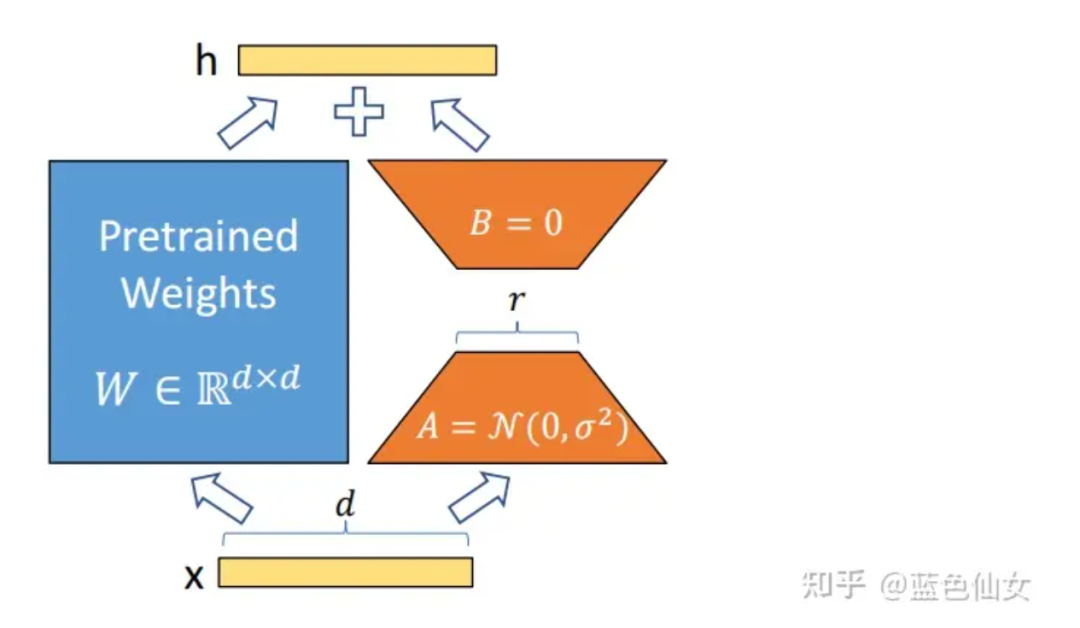 h
Pretrained
Weights
W ∈ ℝ^{d×d}
B = 0
r
A = 𝒩(0, σ²)
d
x
知乎 @蓝色仙女